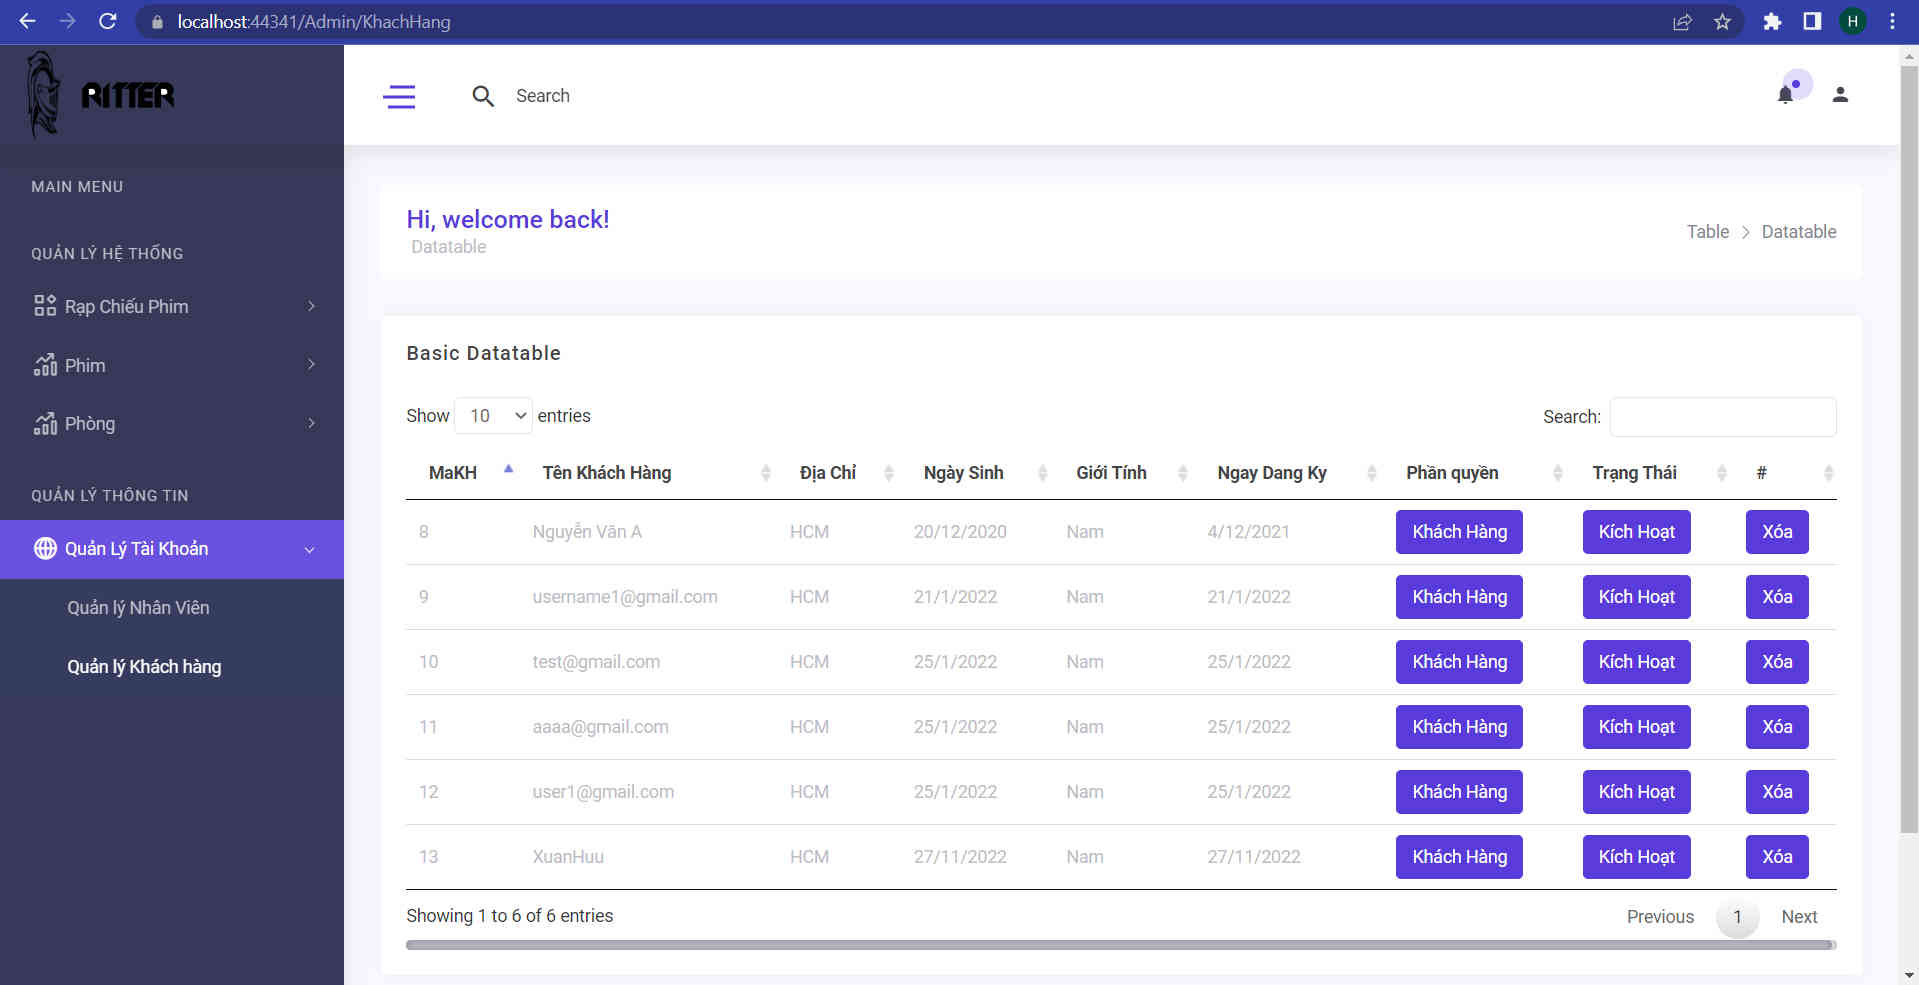 localhost:44341/Admin/KhachHang
H
RITTER
Search
MAIN MENU
Hi, welcome back!
Datatable
Table > Datatable
QUẢN LÝ HỆ THỐNG
Rạp Chiếu Phim
Phim
Phòng
QUẢN LÝ THÔNG TIN
Quản Lý Tài Khoản
Quản lý Nhân Viên
Quản lý Khách hàng
Basic Datatable
Show 10 entries
Search:
MaKH Tên Khách Hàng Địa Chỉ Ngày Sinh Giới Tính Ngay Dang Ky Phần quyền Trạng Thái #
8 Nguyễn Văn A HCM 20/12/2020 Nam 4/12/2021 Khách Hàng Kích Hoạt Xóa
9 username1@gmail.com HCM 21/1/2022 Nam 21/1/2022 Khách Hàng Kích Hoạt Xóa
10 test@gmail.com HCM 25/1/2022 Nam 25/1/2022 Khách Hàng Kích Hoạt Xóa
11 aaaa@gmail.com HCM 25/1/2022 Nam 25/1/2022 Khách Hàng Kích Hoạt Xóa
12 user1@gmail.com HCM 25/1/2022 Nam 25/1/2022 Khách Hàng Kích Hoạt Xóa
13 XuanHuu HCM 27/11/2022 Nam 27/11/2022 Khách Hàng Kích Hoạt Xóa
Showing 1 to 6 of 6 entries
Previous 1 Next